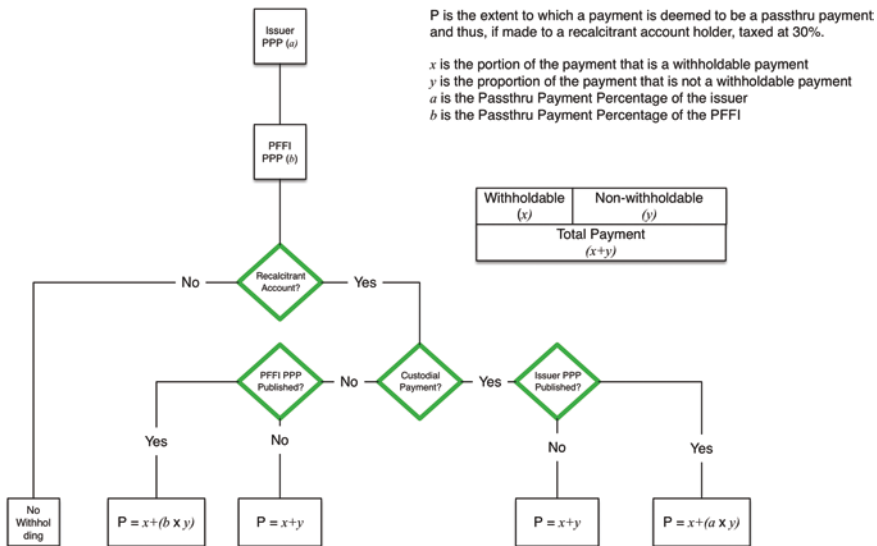 P is the extent to which a payment is deemed to be a passthru payment
and thus, if made to a recalcitrant account holder, taxed at 30%.
x is the portion of the payment that is a withholdable payment
y is the proportion of the payment that is not a withholdable payment
a is the Passthru Payment Percentage of the issuer
b is the Passthru Payment Percentage of the PFFI
Issuer
PPP (a)
PFFI
PPP (b)
Withholdable
(x)
Non-withholdable
(y)
Total Payment
(x+y)
Recalcitrant
Account?
No
Yes
PFFI PPP
Published?
No
Custodial
Payment?
Yes
Issuer PPP
Published?
Yes
No
No
Yes
No
Withhol
ding
P = x+(b x y)
P = x+y
P = x+y
P = x+(a x y)